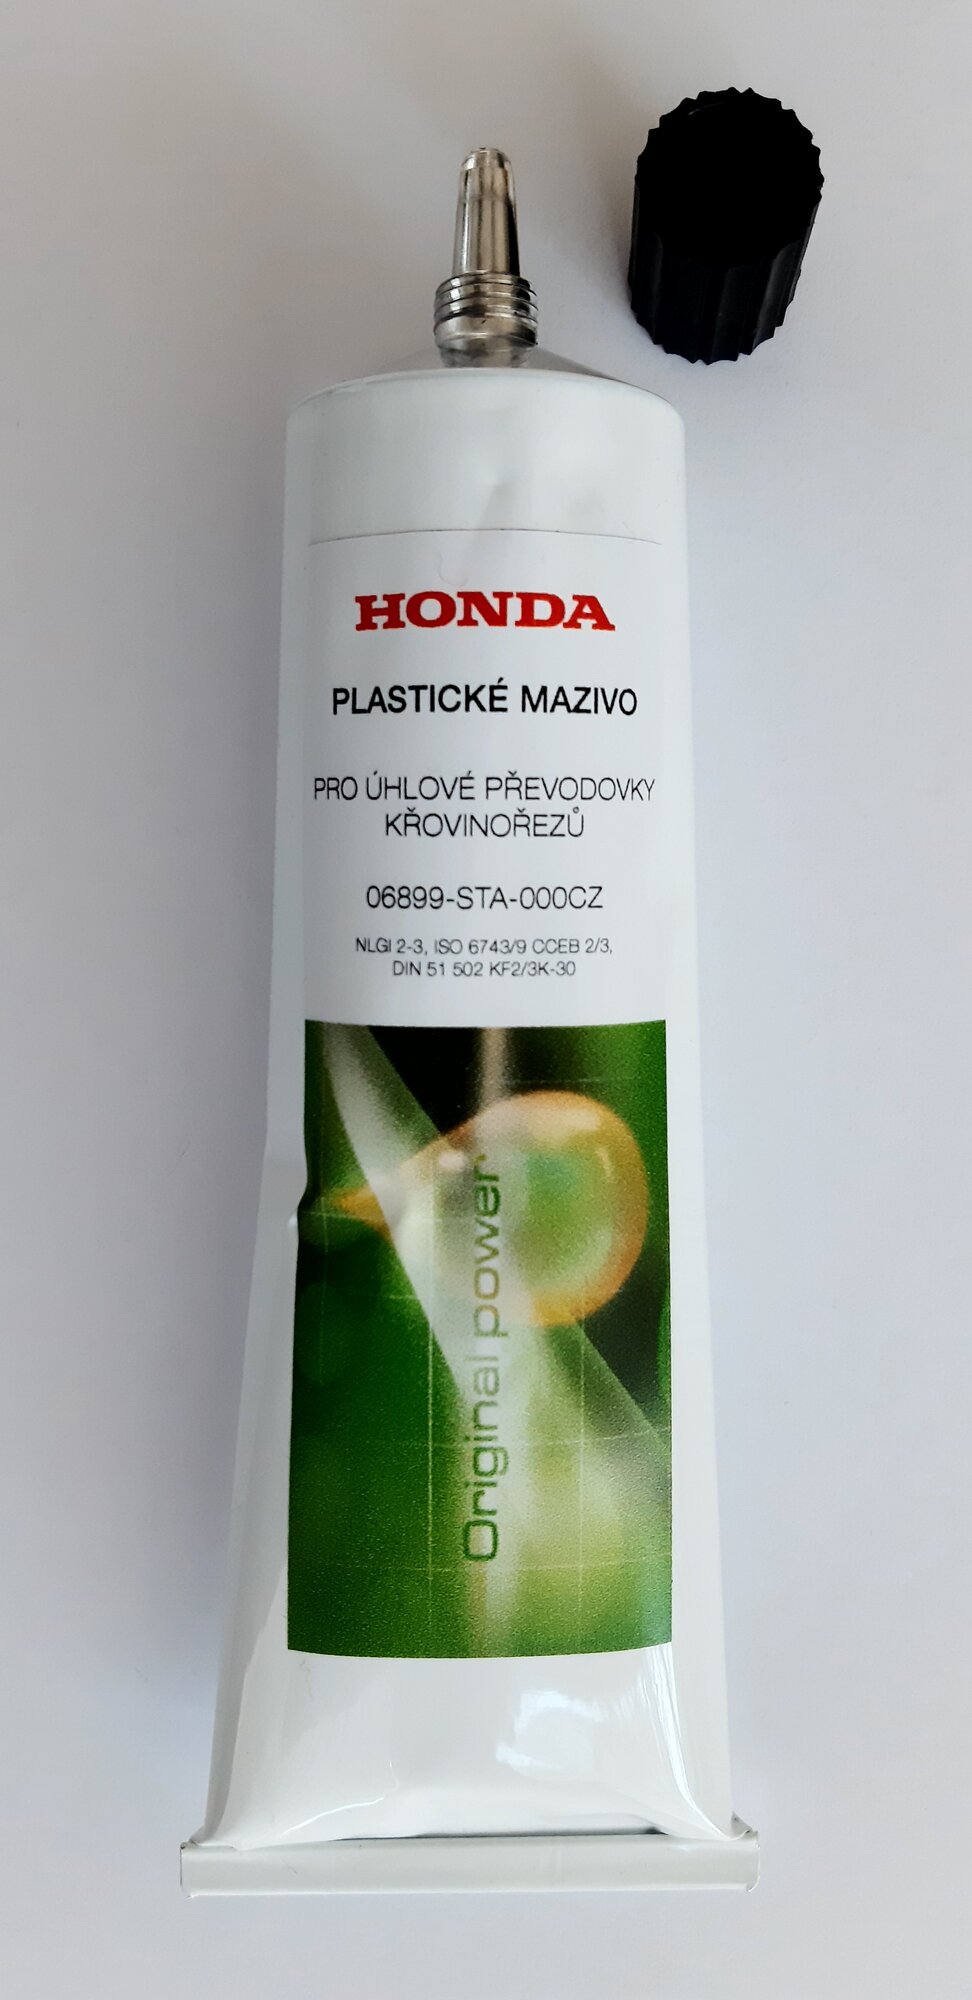 HONDA
PLASTICKÉ MAZIVO
PRO ÚHLOVÉ PŘEVODOVKY
KŘOVINOŘEZŮ
06899-STA-000CZ
NLGI 2-3, ISO 6743/9 CCEB 2/3,
DIN 51 502 KF2/3K-30
Original power